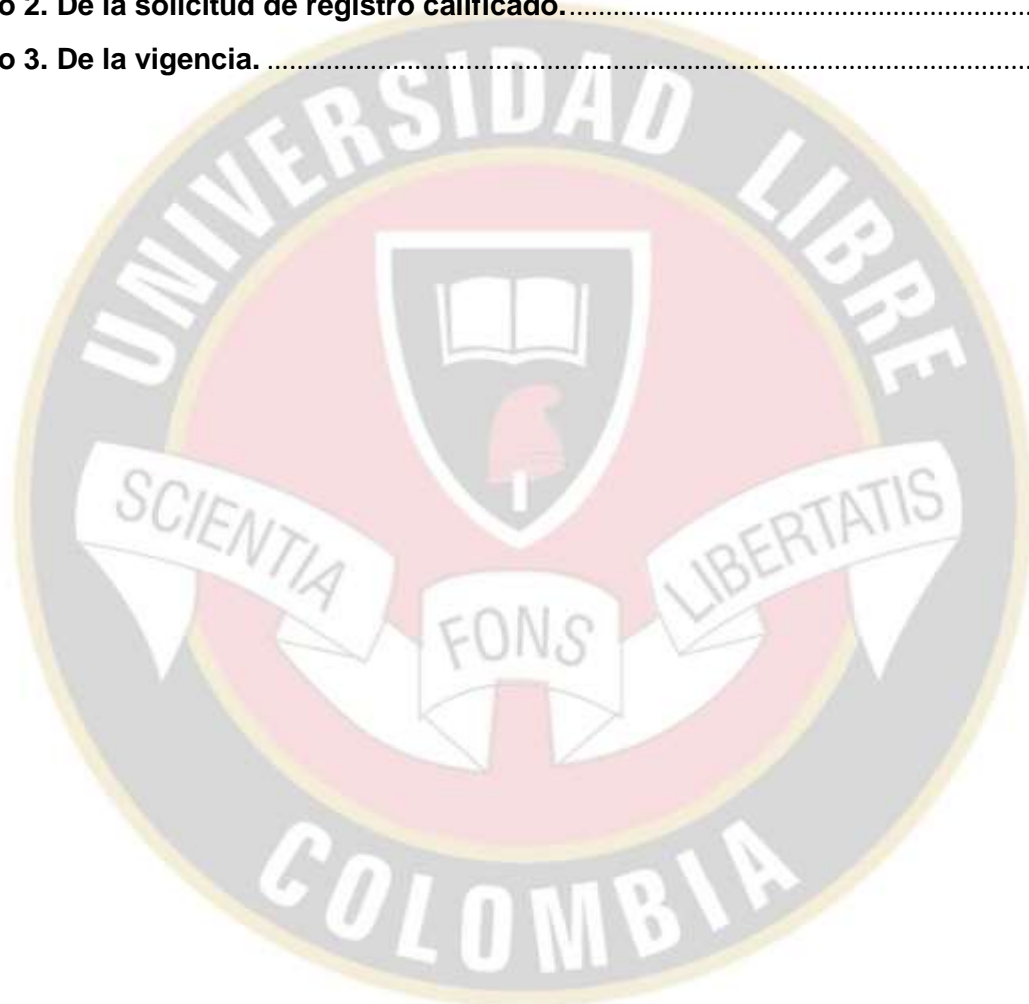 o 2. De la solicitud de registro calificado.
o 3. De la vigencia.
UNIVERSIDAD LIBRE
SCIENTIA
FONS
LIBERTATIS
COLOMBIA